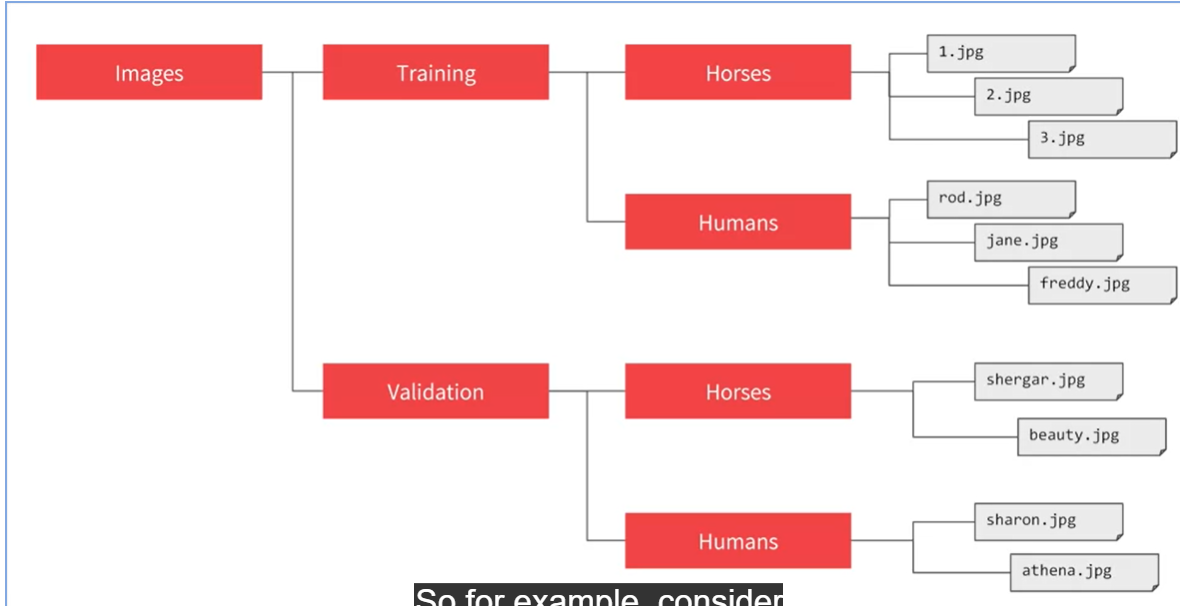 Images
Training
Horses
1.jpg
2.jpg
3.jpg
Humans
rod.jpg
jane.jpg
freddy.jpg
Validation
Horses
shergar.jpg
beauty.jpg
Humans
sharon.jpg
athena.jpg
So for example, consider